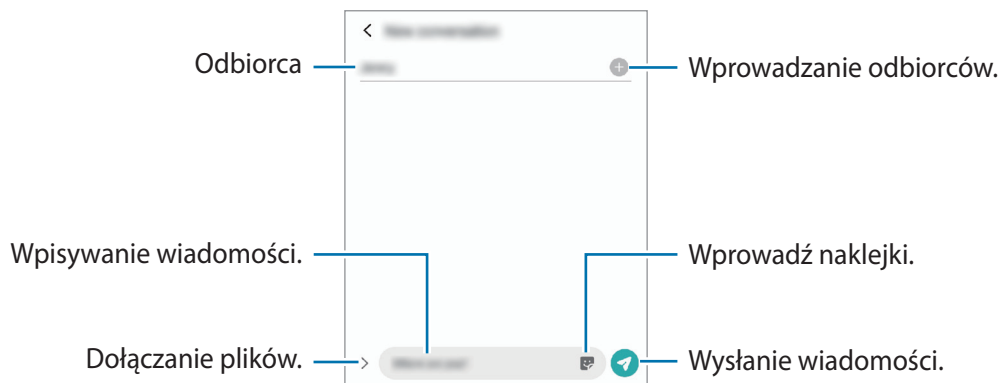 Odbiorca
Wprowadzanie odbiorców.
Wpisywanie wiadomości.
Wprowadź naklejki.
Dołączanie plików.
Wysłanie wiadomości.